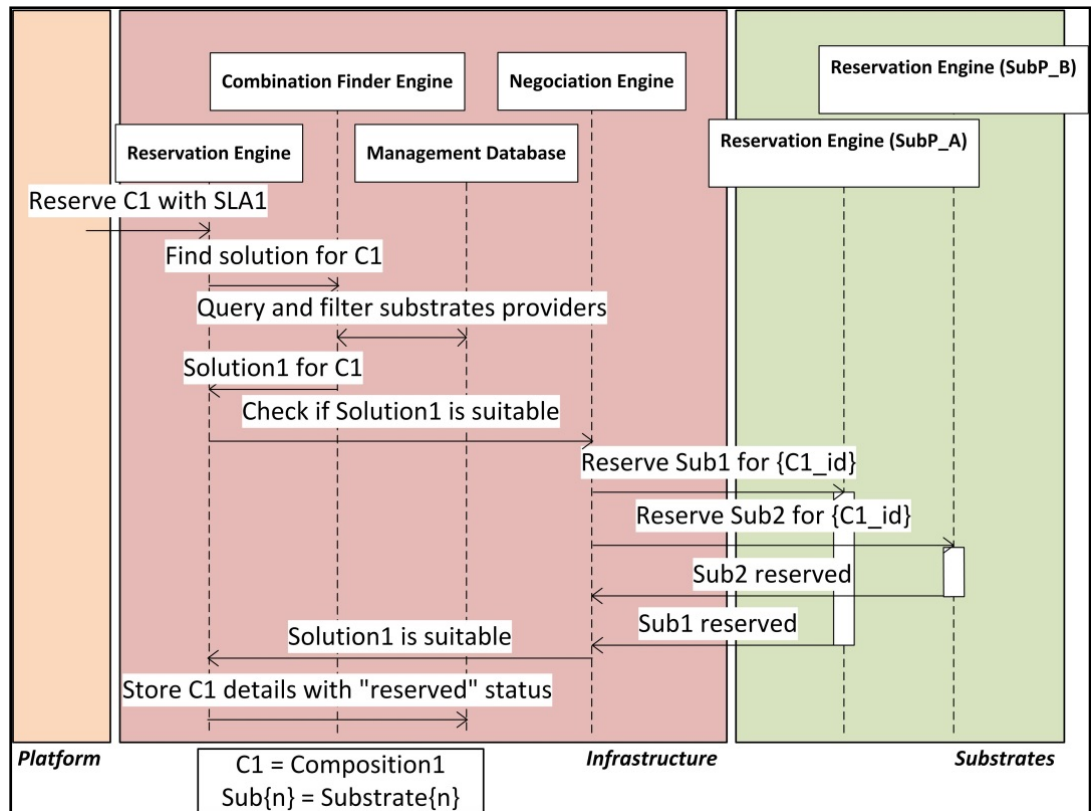 Combination Finder Engine
Negociation Engine
Reservation Engine (SubP_B)
Reservation Engine
Management Database
Reservation Engine (SubP_A)
Reserve C1 with SLA1
Find solution for C1
Query and filter substrates providers
Solution1 for C1
Check if Solution1 is suitable
Reserve Sub1 for {C1_id}
Reserve Sub2 for {C1_id}
Sub2 reserved
Sub1 reserved
Solution1 is suitable
Store C1 details with "reserved" status
Platform
Infrastructure
Substrates
C1 = Composition1
Sub{n} = Substrate{n}